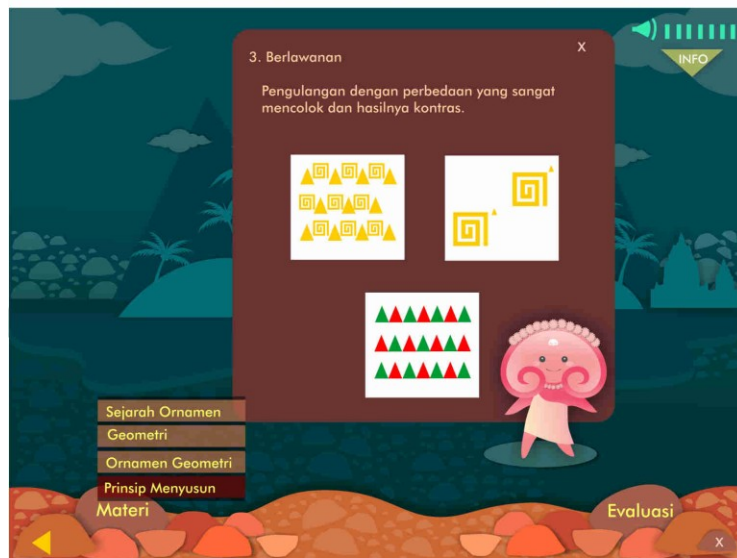 INFO
x
3. Berlawanan
Pengulangan dengan perbedaan yang sangat
mencolok dan hasilnya kontras.
Sejarah Ornamen
Geometri
Ornamen Geometri
Prinsip Menyusun
Materi
Evaluasi
x